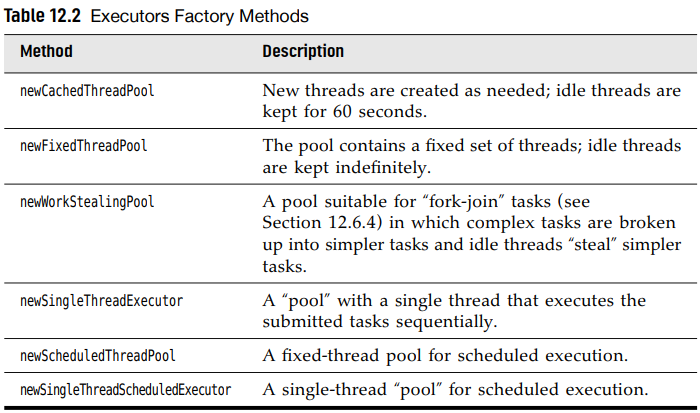 Table 12.2 Executors Factory Methods
Method Description
newCachedThreadPool New threads are created as needed; idle threads are
kept for 60 seconds.
newFixedThreadPool The pool contains a fixed set of threads; idle threads
are kept indefinitely.
newWorkStealingPool A pool suitable for “fork-join” tasks (see
Section 12.6.4) in which complex tasks are broken
up into simpler tasks and idle threads “steal” simpler
tasks.
newSingleThreadExecutor A “pool” with a single thread that executes the
submitted tasks sequentially.
newScheduledThreadPool A fixed-thread pool for scheduled execution.
newSingleThreadScheduledExecutor A single-thread “pool” for scheduled execution.